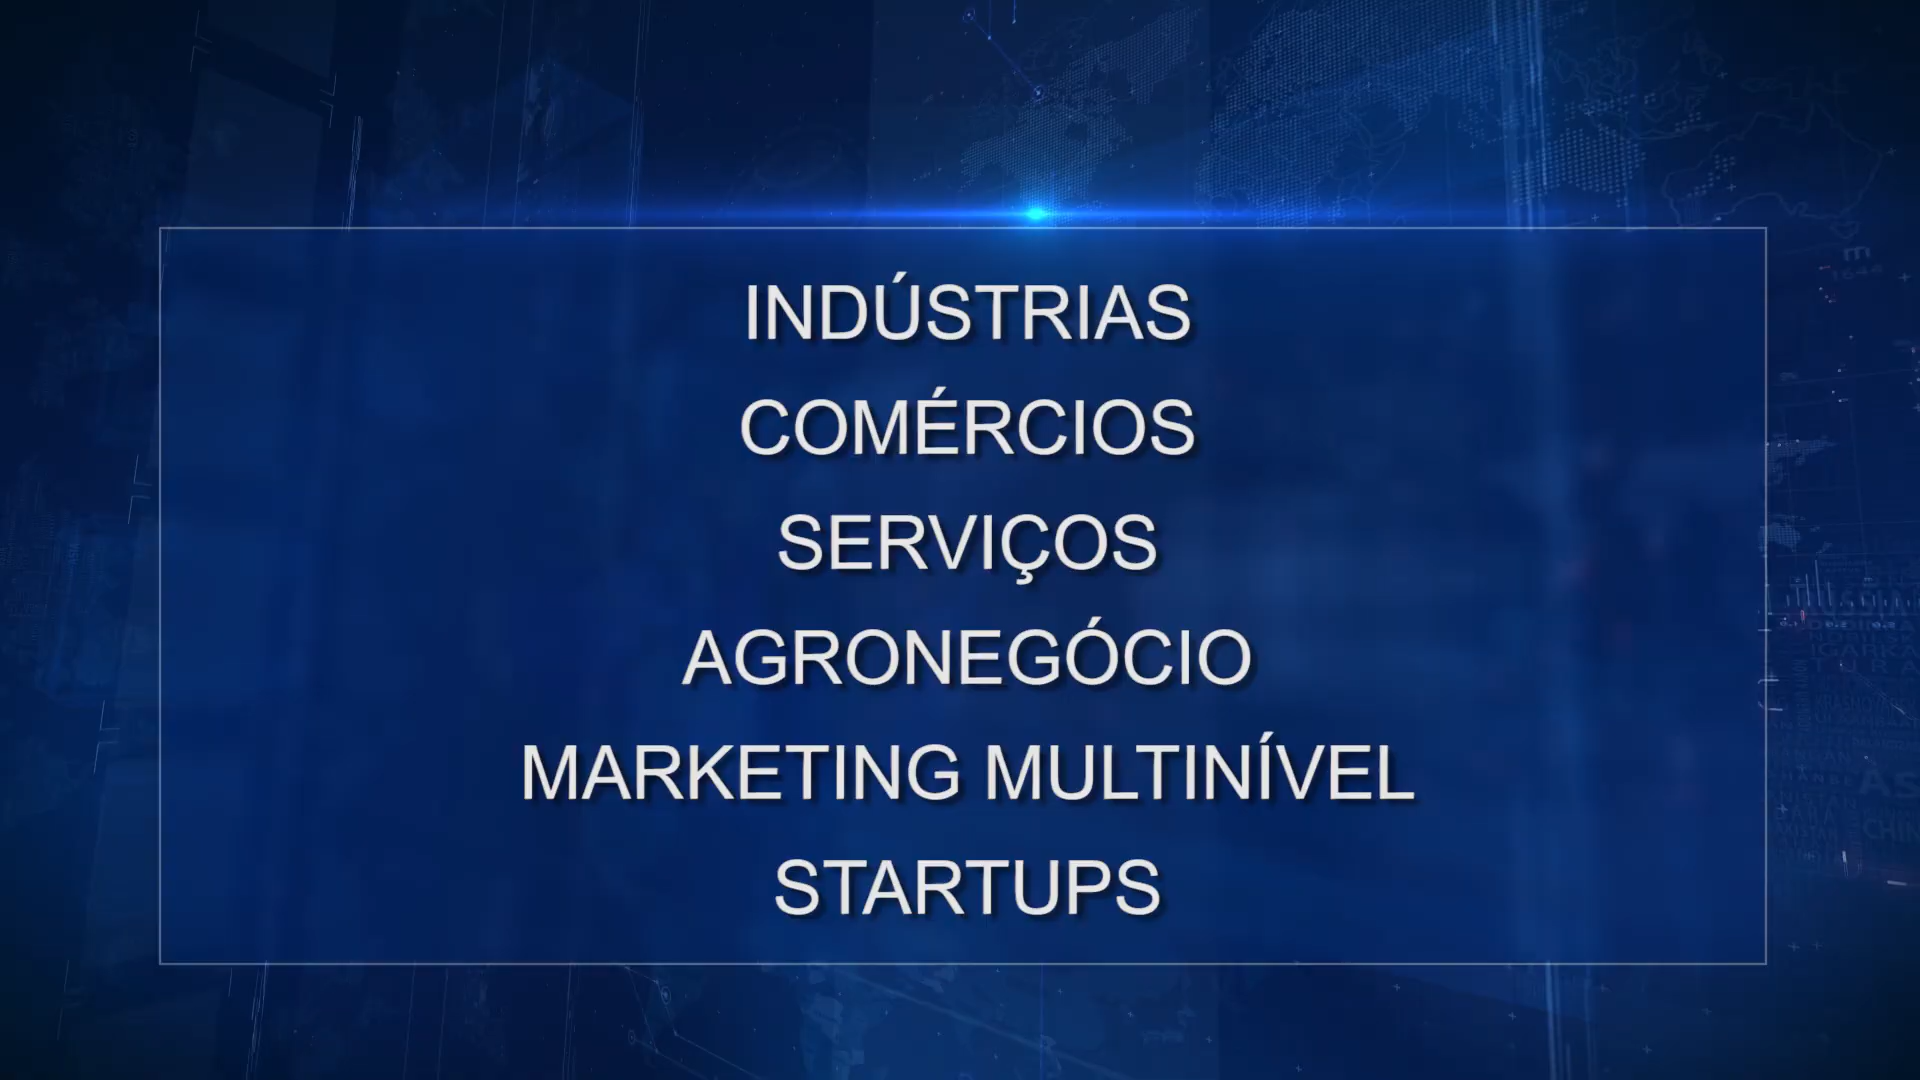 INDÚSTRIAS
COMÉRCIOS
SERVIÇOS
AGRONEGÓCIO
MARKETING MULTINÍVEL
STARTUPS